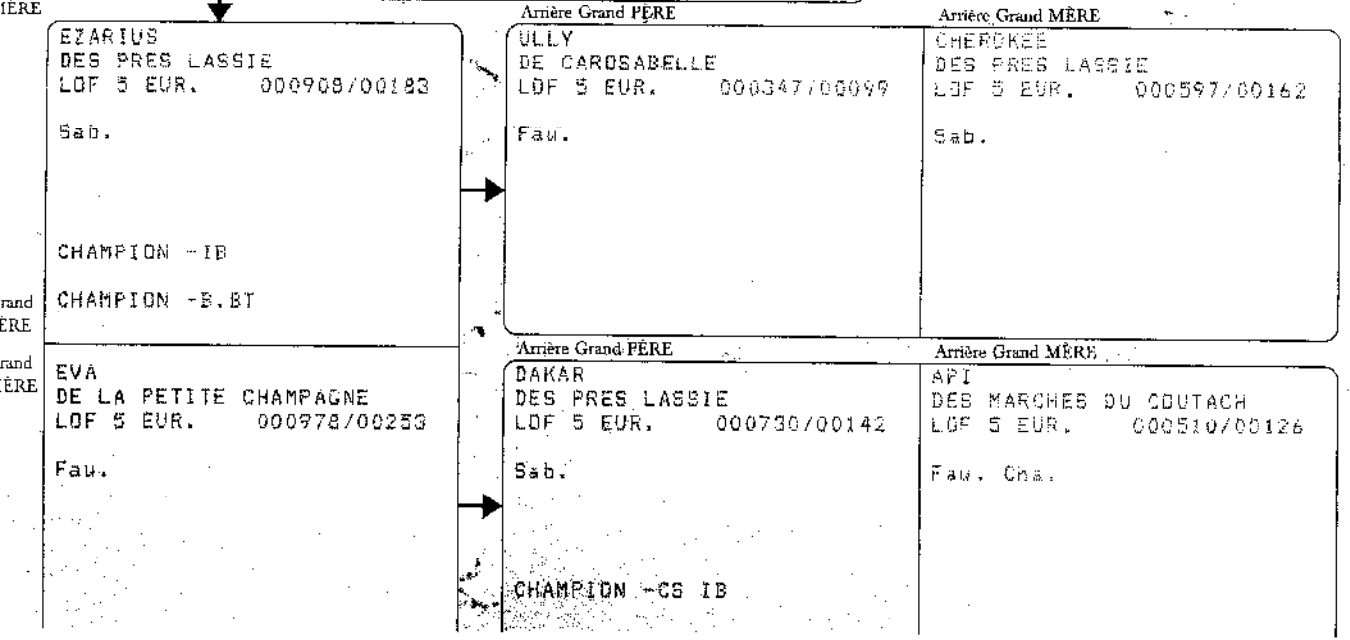 MÈRE
EZARIUS
DES PRES LASSIE
LOF 5 EUR. 000908/00183
Sab.
CHAMPION -IB
CHAMPION -B.BT
Arrière Grand PÈRE
ULLY
DE CAROSABELLE
LOF 5 EUR. 000347/00099
Fau.
Arrière Grand MÈRE
CHEROKEE
DES PRES LASSIE
LOF 5 EUR. 000597/00162
Sab.
rand
ÈRE
rand
ÈRE
EVA
DE LA PETITE CHAMPAGNE
LOF 5 EUR. 000978/00253
Fau.
Arrière Grand PÈRE
DAKAR
DES PRES LASSIE
LOF 5 EUR. 000730/00142
Sab.
CHAMPION -CS IB
Arrière Grand MÈRE
API
DES MARCHES DU COUTACH
LOF 5 EUR. 000510/00126
Fau. Cha.